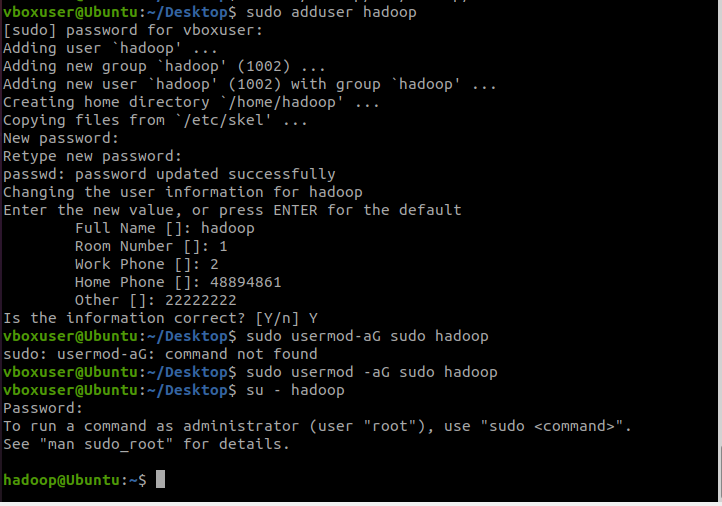 vboxuser@Ubuntu:~/Desktop$ sudo adduser hadoop
[sudo] password for vboxuser:
Adding user `hadoop' ...
Adding new group `hadoop' (1002) ...
Adding new user `hadoop' (1002) with group `hadoop' ...
Creating home directory `/home/hadoop' ...
Copying files from `/etc/skel' ...
New password:
Retype new password:
passwd: password updated successfully
Changing the user information for hadoop
Enter the new value, or press ENTER for the default
        Full Name []: hadoop
        Room Number []: 1
        Work Phone []: 2
        Home Phone []: 48894861
        Other []: 22222222
Is the information correct? [Y/n] Y
vboxuser@Ubuntu:~/Desktop$ sudo usermod-aG sudo hadoop
sudo: usermod-aG: command not found
vboxuser@Ubuntu:~/Desktop$ sudo usermod -aG sudo hadoop
vboxuser@Ubuntu:~/Desktop$ su - hadoop
Password:
To run a command as administrator (user "root"), use "sudo <command>".
See "man sudo_root" for details.

hadoop@Ubuntu:~$